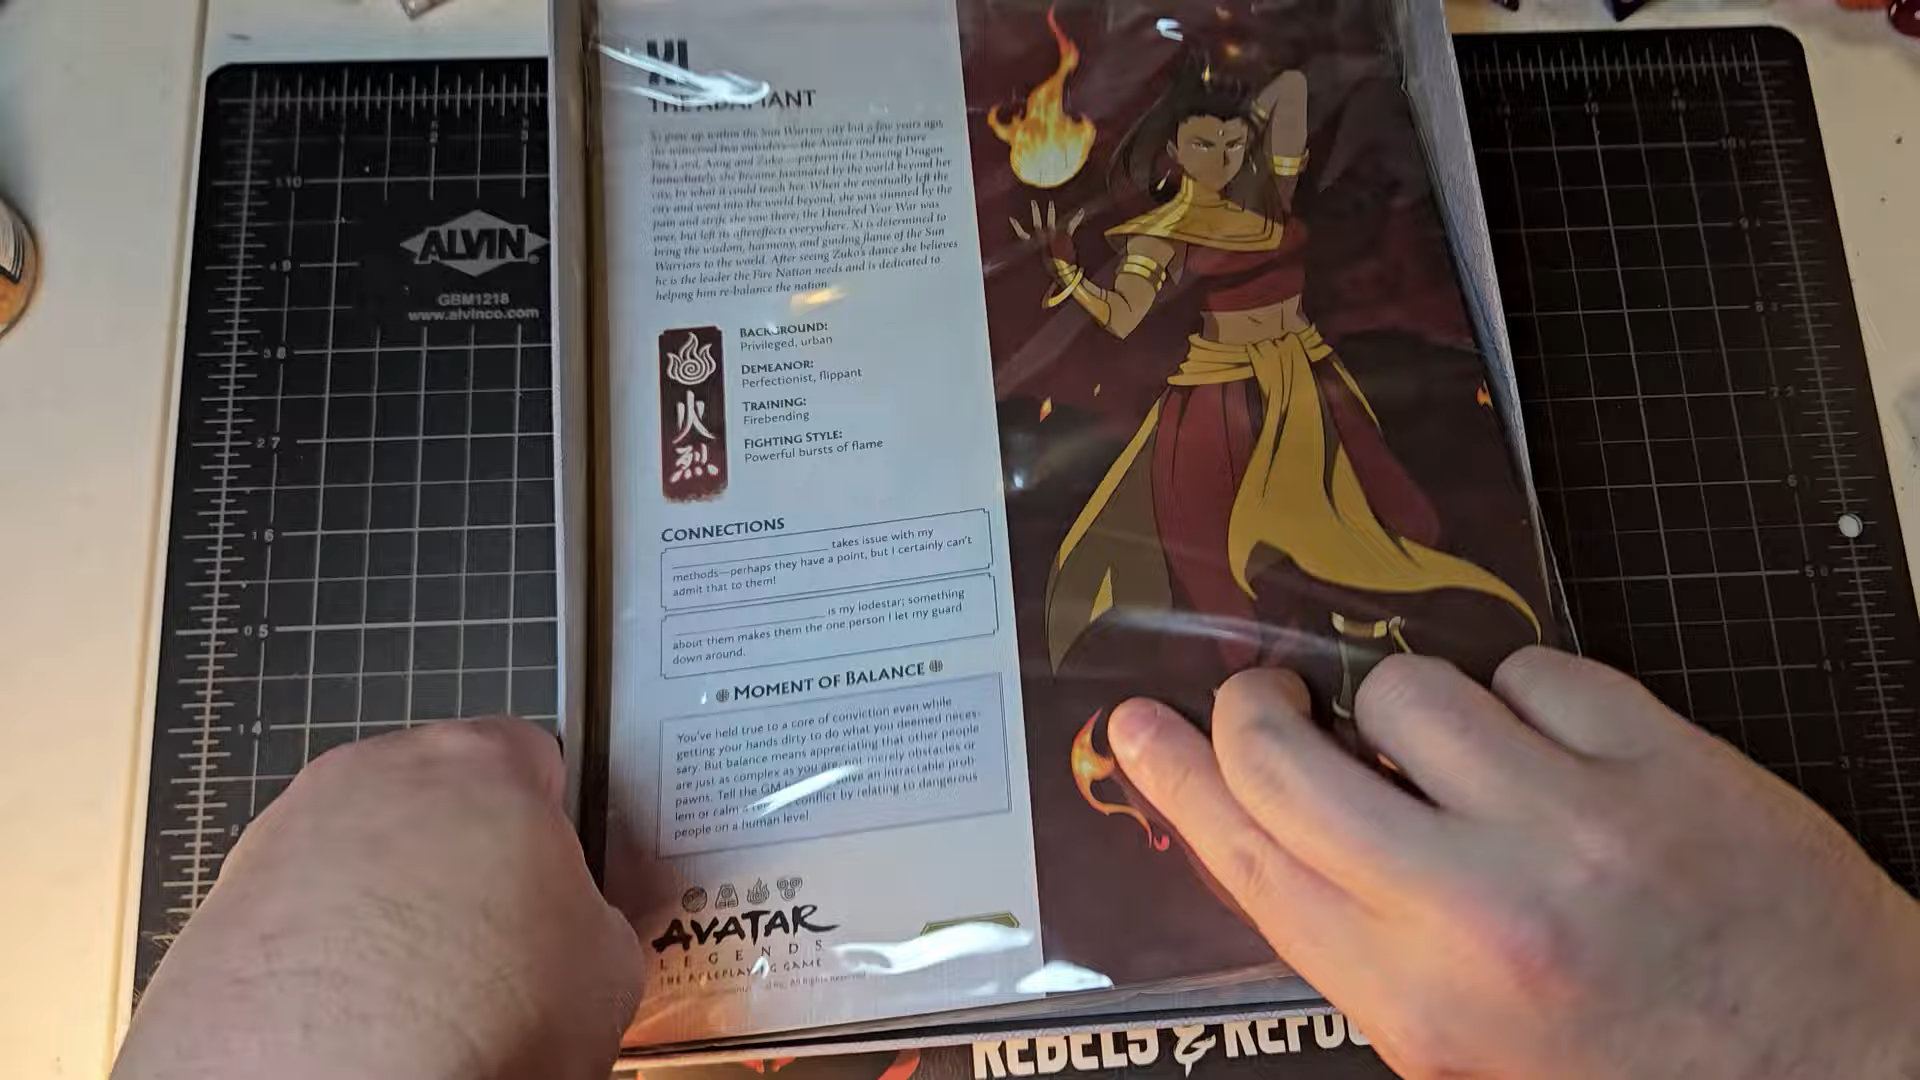 XI
THE ADAMANT
Xi grew up within the Sun Warrior city but a few years ago,
she witnessed two outsiders—the Avatar and the future
Fire Lord, Aang and Zuko—perform the Dancing Dragon.
Immediately, she became fascinated by the world beyond her
city, by what it could teach her. When she eventually left the
city and went into the world beyond, she was stunned by the
pain and strife she saw there; the Hundred Year War was
over, but left its aftereffects everywhere. Xi is determined to
bring the wisdom, harmony, and guiding flame of the Sun
Warriors to the world. After seeing Zuko's dance she believes
he is the leader the Fire Nation needs and is dedicated to
helping him re-balance the nation.
火
烈
BACKGROUND:
Privileged, urban
DEMEANOR:
Perfectionist, flippant
TRAINING:
Firebending
FIGHTING STYLE:
Powerful bursts of flame
CONNECTIONS
takes issue with my
methods—perhaps they have a point, but I certainly can't
admit that to them!
is my lodestar; something
about them makes them the one person I let my guard
down around.
MOMENT OF BALANCE
You've held true to a core of conviction even while
getting your hands dirty to do what you deemed neces-
sary. But balance means appreciating that other people
are just as complex as you are, not merely obstacles or
pawns. Tell the GM solve an intractable prob-
lem or calm a conflict by relating to dangerous
people on a human level.
AVATAR
LEGENDS
THE ROLEPLAYING GAME
All Rights Reserved
REBELS & REFU
ALVIN
GBM1218
www.alvinco.com